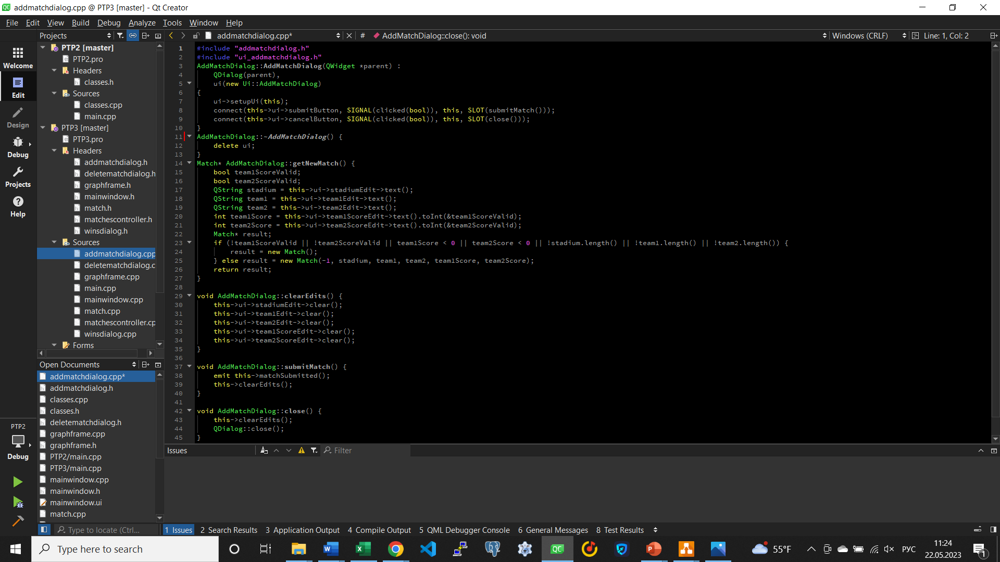 addmatchdialog.cpp @ PTP3 [master] - Qt Creator
File Edit View Build Debug Analyze Tools Window Help
Projects
addmatchdialog.cpp*
# AddMatchDialog::close(): void
Windows (CRLF)
Line: 1, Col: 2
Welcome
Edit
Design
Debug
Projects
Help
PTP2
Debug
PTP2 [master]
PTP2.pro
Headers
classes.h
Sources
classes.cpp
main.cpp
PTP3 [master]
PTP3.pro
Headers
addmatchdialog.h
deletematchdialog.h
graphframe.h
mainwindow.h
match.h
matchescontroller.h
winsdialog.h
Sources
addmatchdialog.cpp
deletematchdialog.c
graphframe.cpp
main.cpp
mainwindow.cpp
match.cpp
matchescontroller.cp
winsdialog.cpp
Forms
Open Documents
addmatchdialog.cpp*
addmatchdialog.h
classes.cpp
classes.h
deletematchdialog.h
graphframe.cpp
graphframe.h
PTP2/main.cpp
PTP3/main.cpp
mainwindow.cpp
mainwindow.h
mainwindow.ui
match.cpp
1 #include "addmatchdialog.h"
2 #include "ui_addmatchdialog.h"
3 AddMatchDialog::AddMatchDialog(QWidget *parent) :
4     QDialog(parent),
5     ui(new Ui::AddMatchDialog)
6 {
7     ui->setupUi(this);
8     connect(this->ui->submitButton, SIGNAL(clicked(bool)), this, SLOT(submitMatch()));
9     connect(this->ui->cancelButton, SIGNAL(clicked(bool)), this, SLOT(close()));
10 }
11 AddMatchDialog::~AddMatchDialog() {
12     delete ui;
13 }
14 Match* AddMatchDialog::getNewMatch() {
15     bool team1ScoreValid;
16     bool team2ScoreValid;
17     QString stadium = this->ui->stadiumEdit->text();
18     QString team1 = this->ui->team1Edit->text();
19     QString team2 = this->ui->team2Edit->text();
20     int team1Score = this->ui->team1ScoreEdit->text().toInt(&team1ScoreValid);
21     int team2Score = this->ui->team2ScoreEdit->text().toInt(&team2ScoreValid);
22     Match* result;
23     if (!team1ScoreValid || !team2ScoreValid || team1Score < 0 || team2Score < 0 || !stadium.length() || !team1.length() || !team2.length()) {
24         result = new Match();
25     } else result = new Match(-1, stadium, team1, team2, team1Score, team2Score);
26     return result;
27 }
28
29 void AddMatchDialog::clearEdits() {
30     this->ui->stadiumEdit->clear();
31     this->ui->team1Edit->clear();
32     this->ui->team2Edit->clear();
33     this->ui->team1ScoreEdit->clear();
34     this->ui->team2ScoreEdit->clear();
35 }
36
37 void AddMatchDialog::submitMatch() {
38     emit this->matchSubmitted();
39     this->clearEdits();
40 }
41
42 void AddMatchDialog::close() {
43     this->clearEdits();
44     QDialog::close();
45 }
Issues
Filter
Type to locate (Ctrl...
1 Issues 2 Search Results 3 Application Output 4 Compile Output 5 QML Debugger Console 6 General Messages 8 Test Results
Type here to search
55°F
РУС
11:24
22.05.2023
1